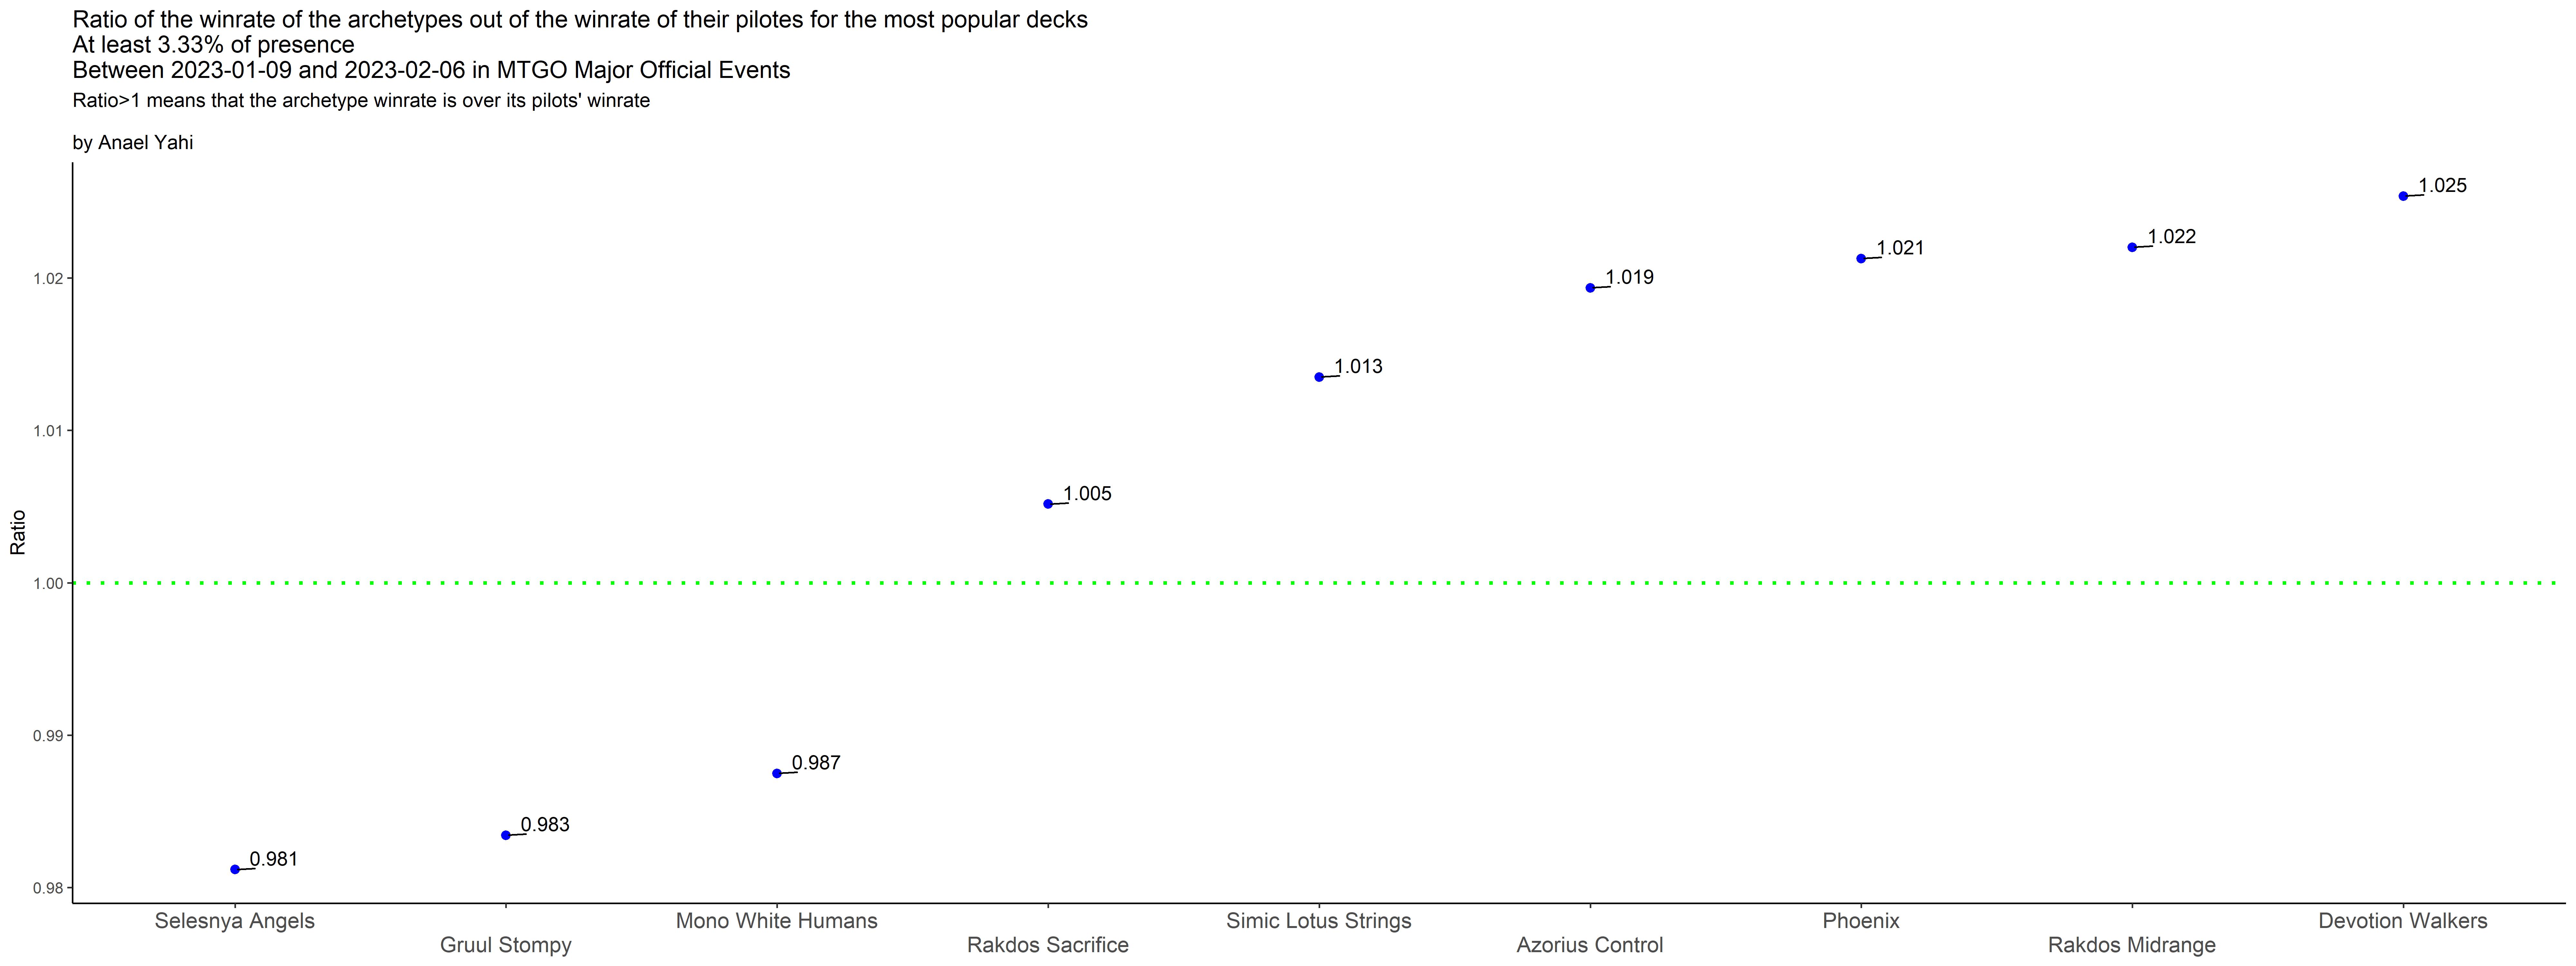 Ratio of the winrate of the archetypes out of the winrate of their pilotes for the most popular decks
At least 3.33% of presence
Between 2023-01-09 and 2023-02-06 in MTGO Major Official Events
Ratio>1 means that the archetype winrate is over its pilots' winrate
by Anael Yahi
Ratio
1.02
1.01
1.00
0.99
0.98
0.981
0.983
0.987
1.005
1.013
1.019
1.021
1.022
1.025
Selesnya Angels
Gruul Stompy
Mono White Humans
Rakdos Sacrifice
Simic Lotus Strings
Azorius Control
Phoenix
Rakdos Midrange
Devotion Walkers